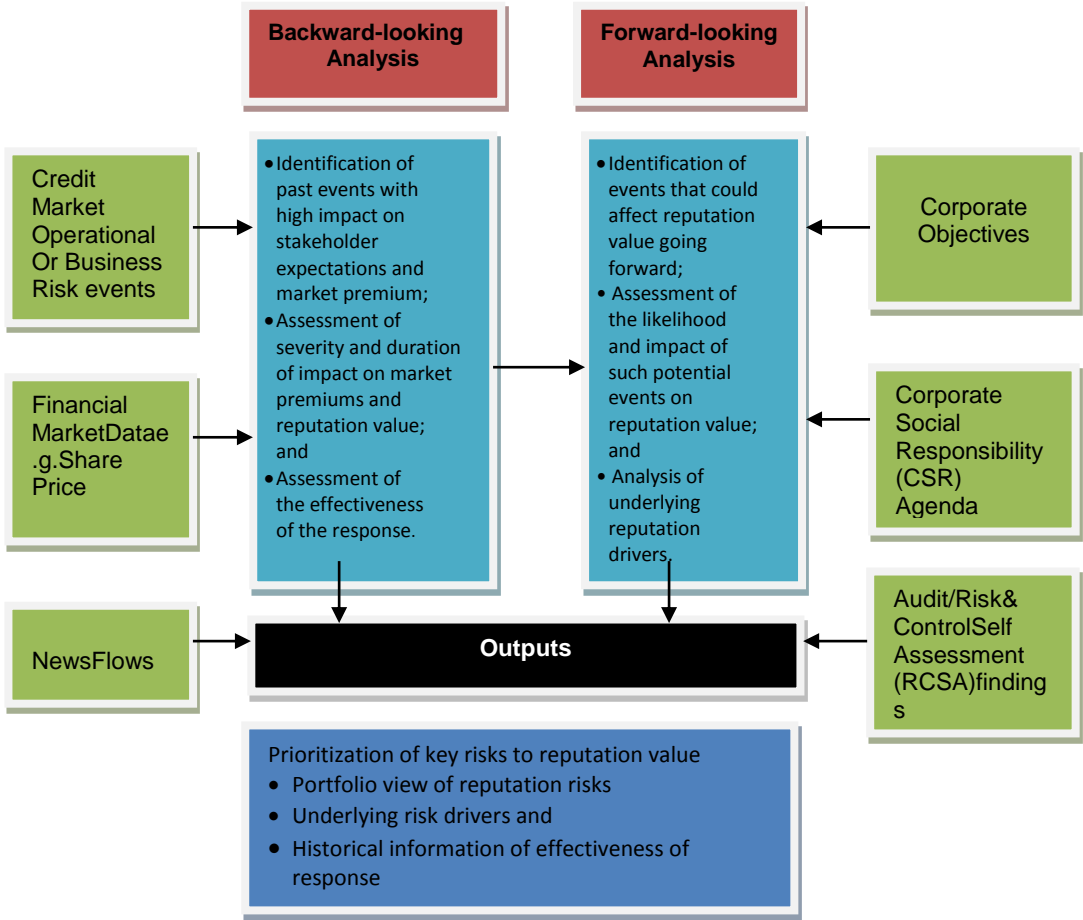 Backward-looking
Analysis
Forward-looking
Analysis
Credit
Market
Operational
Or Business
Risk events
Financial
MarketDatae
.g.Share
Price
NewsFlows
•Identification of
past events with
high impact on
stakeholder
expectations and
market premium;
•Assessment of
severity and duration
of impact on market
premiums and
reputation value;
and
•Assessment of
the effectiveness
of the response.
•Identification of
events that could
affect reputation
value going
forward;
• Assessment of
the likelihood
and impact of
such potential
events on
reputation value;
and
• Analysis of
underlying
reputation
drivers.
Corporate
Objectives
Corporate
Social
Responsibility
(CSR)
Agenda
Audit/Risk&
ControlSelf
Assessment
(RCSA)finding
s
Outputs
Prioritization of key risks to reputation value
• Portfolio view of reputation risks
• Underlying risk drivers and
• Historical information of effectiveness of
response